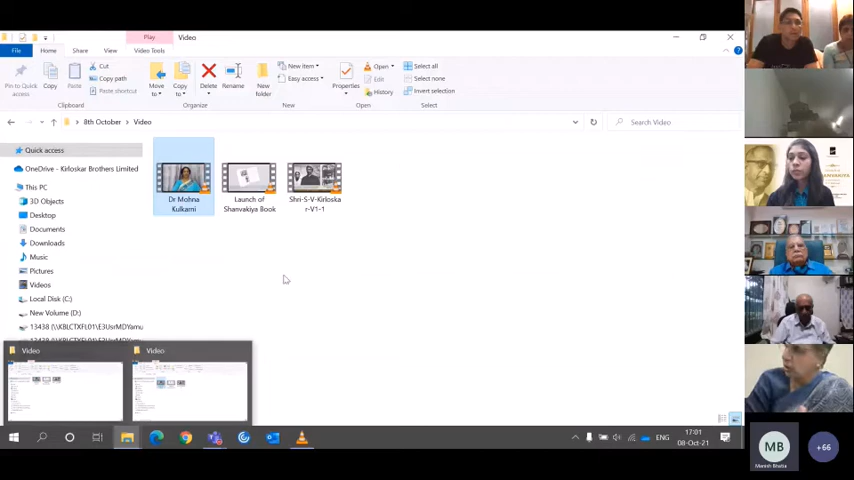 Play
Video
File
Home
Share
View
Video Tools
Pin to Quick access
Copy
Paste
Cut
Copy path
Paste shortcut
Clipboard
Move to
Copy to
Delete
Rename
Organize
New folder
New item
Easy access
New
Properties
Open
Edit
History
Open
Select all
Select none
Invert selection
Select
8th October
Video
Search Video
Quick access
OneDrive - Kirloskar Brothers Limited
This PC
3D Objects
Desktop
Documents
Downloads
Music
Pictures
Videos
Local Disk (C:)
New Volume (D:)
Dr Mohna
Kulkarni
Launch of
Shanvakiya Book
Shri-S-V-Kirloska
r-V1-1
Video
Video
ENG
17:01
08-Oct-21
MB
Manish Bhatia
+66